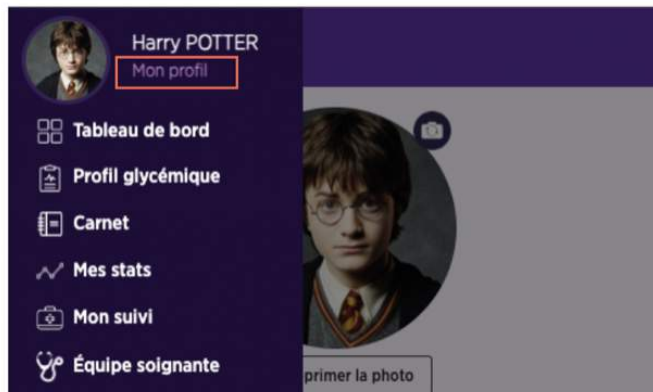 Harry POTTER
Mon profil
Tableau de bord
Profil glycémique
Carnet
Mes stats
Mon suivi
Équipe soignante
primer la photo